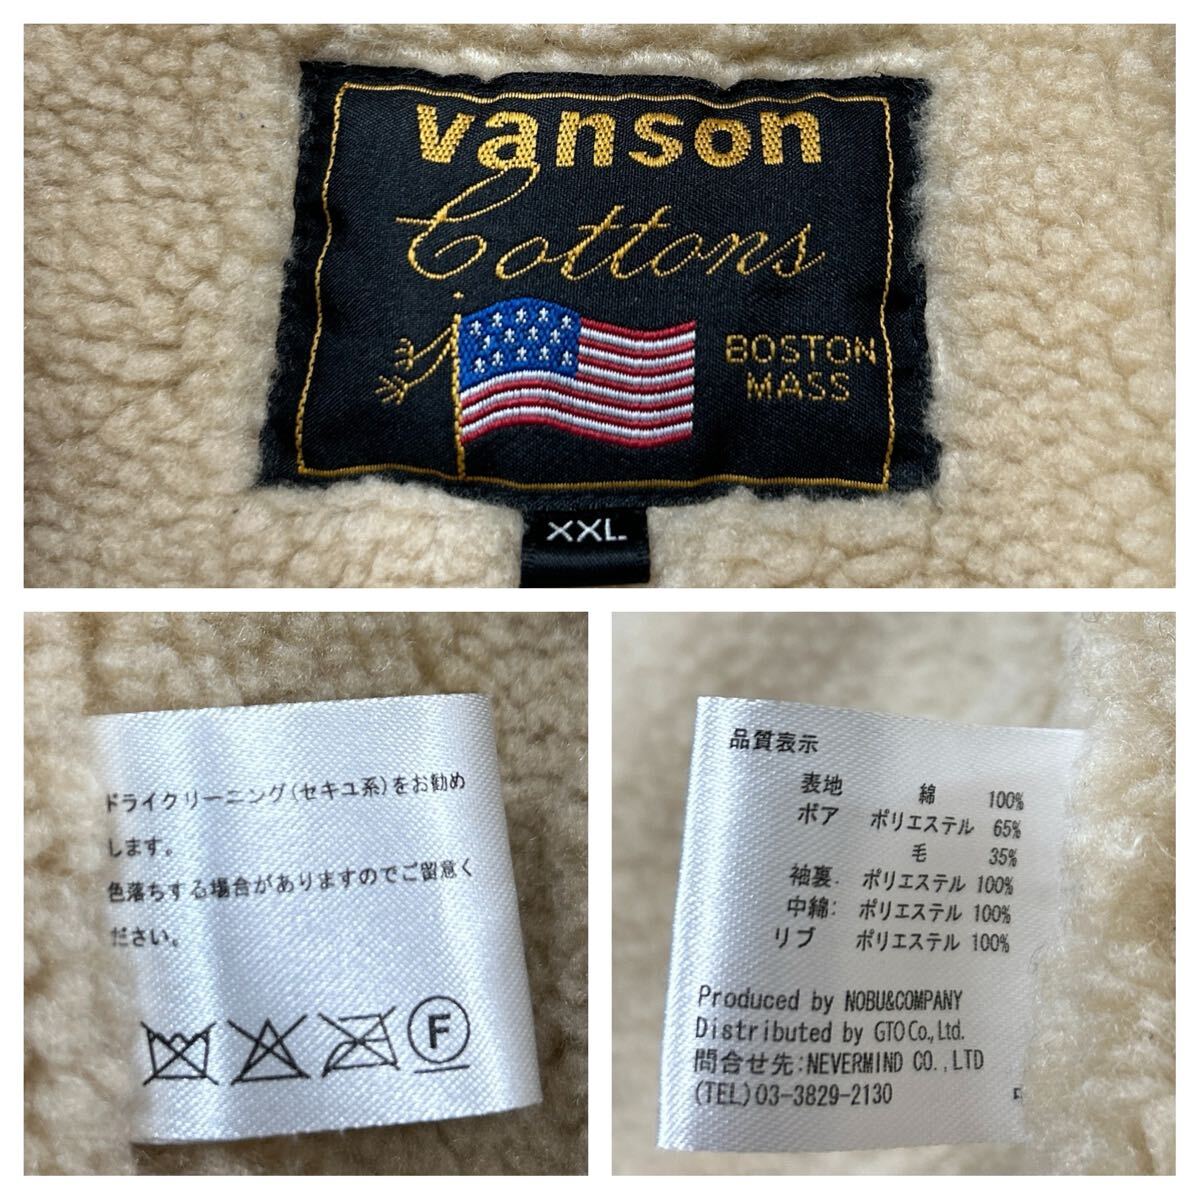 vanson
Cottons
BOSTON
MASS
XXL
ドライクリーニング(セキユ系)をお勧め
します。
色落ちする場合がありますのでご留意く
ださい。
F
品質表示
表地 綿 100%
ボア ポリエステル 65%
毛 35%
袖裏: ポリエステル 100%
中綿: ポリエステル 100%
リブ ポリエステル 100%
Produced by NOBU&COMPANY
Distributed by GTO Co., Ltd.
問合せ先:NEVERMIND CO.,LTD
(TEL)03-3829-2130